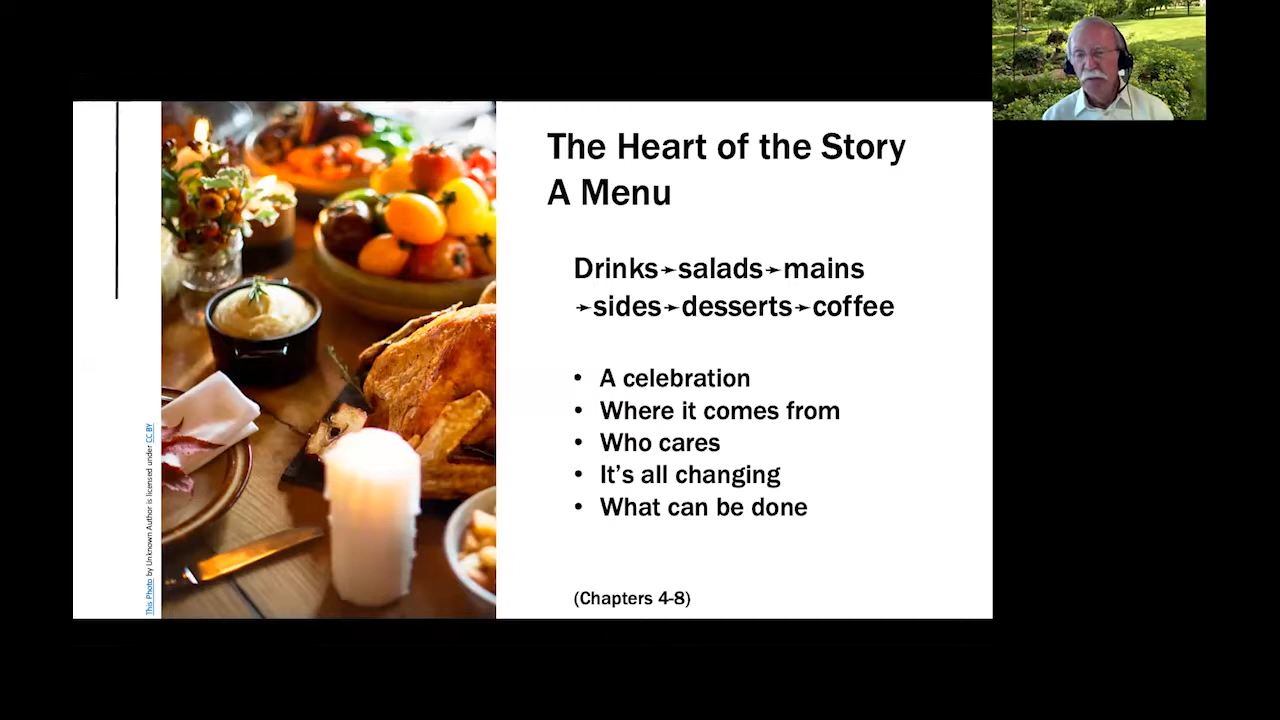 The Heart of the Story
A Menu
Drinks➛salads➛mains
➛sides➛desserts➛coffee
• A celebration
• Where it comes from
• Who cares
• It's all changing
• What can be done
(Chapters 4-8)
This Photo by Unknown Author is licensed under CC BY